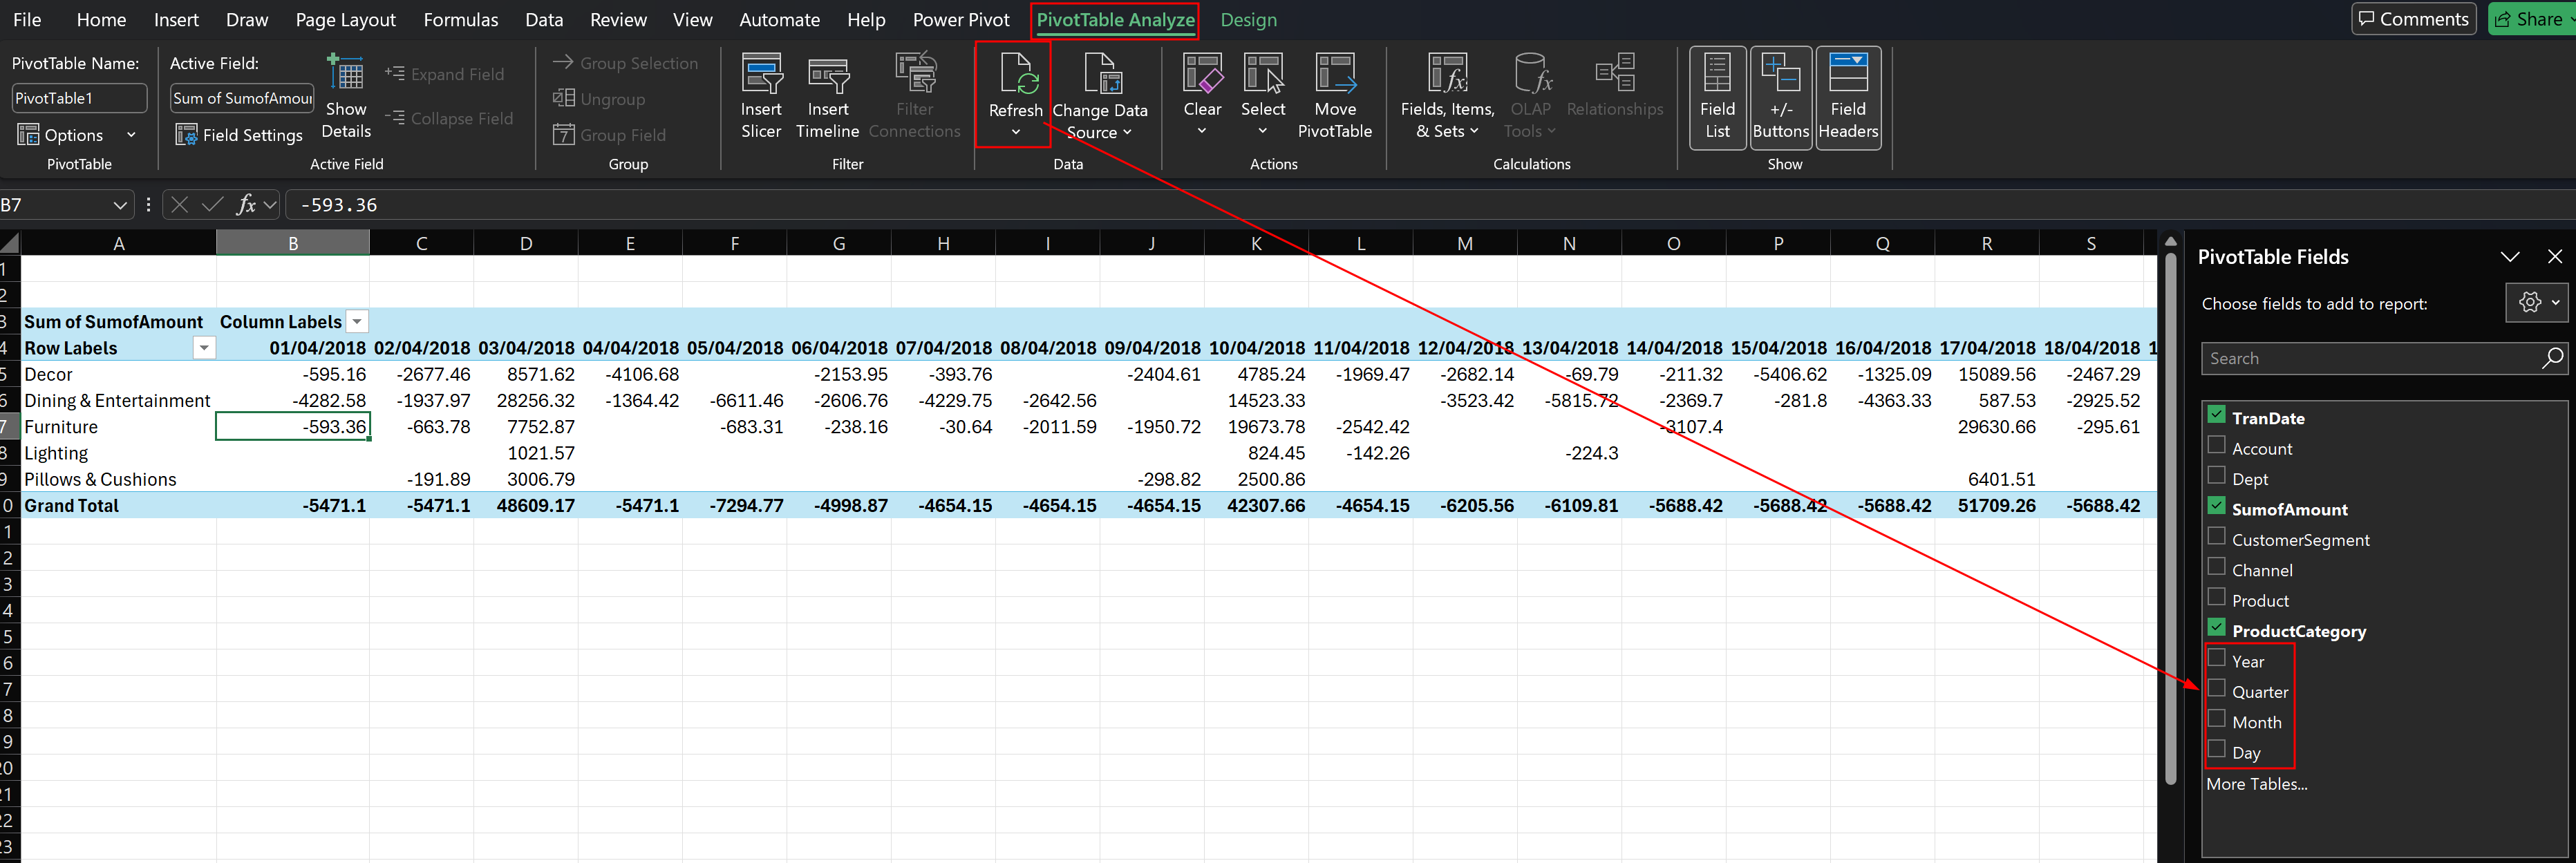 File Home Insert Draw Page Layout Formulas Data Review View Automate Help Power Pivot PivotTable Analyze Design Comments Share
PivotTable Name:
PivotTable1
Options
PivotTable
Active Field:
Sum of SumofAmour
Field Settings
Show Details
Expand Field
Collapse Field
Active Field
Group Selection
Ungroup
Group Field
Group
Insert Slicer
Insert Timeline
Filter Connections
Filter
Refresh
Change Data Source
Data
Clear
Select
Move PivotTable
Actions
Fields, Items, & Sets
OLAP Tools
Relationships
Calculations
Field List
+/- Buttons
Field Headers
Show
B7 fx -593.36
A B C D E F G H I J K L M N O P Q R S
1
2
3 Sum of SumofAmount Column Labels
4 Row Labels 01/04/2018 02/04/2018 03/04/2018 04/04/2018 05/04/2018 06/04/2018 07/04/2018 08/04/2018 09/04/2018 10/04/2018 11/04/2018 12/04/2018 13/04/2018 14/04/2018 15/04/2018 16/04/2018 17/04/2018 18/04/2018 1
5 Decor -595.16 -2677.46 8571.62 -4106.68 -2153.95 -393.76 -2404.61 4785.24 -1969.47 -2682.14 -69.79 -211.32 -5406.62 -1325.09 15089.56 -2467.29
6 Dining & Entertainment -4282.58 -1937.97 28256.32 -1364.42 -6611.46 -2606.76 -4229.75 -2642.56 14523.33 -3523.42 -5815.72 -2369.7 -281.8 -4363.33 587.53 -2925.52
7 Furniture -593.36 -663.78 7752.87 -683.31 -238.16 -30.64 -2011.59 -1950.72 19673.78 -2542.42 -3107.4 29630.66 -295.61
8 Lighting 1021.57 824.45 -142.26 -224.3
9 Pillows & Cushions -191.89 3006.79 -298.82 2500.86 6401.51
0 Grand Total -5471.1 -5471.1 48609.17 -5471.1 -7294.77 -4998.87 -4654.15 -4654.15 -4654.15 42307.66 -4654.15 -6205.56 -6109.81 -5688.42 -5688.42 -5688.42 51709.26 -5688.42
1
2
3
4
5
6
7
8
9
20
21
22
23
PivotTable Fields
Choose fields to add to report:
Search
TranDate
Account
Dept
SumofAmount
CustomerSegment
Channel
Product
ProductCategory
Year
Quarter
Month
Day
More Tables...